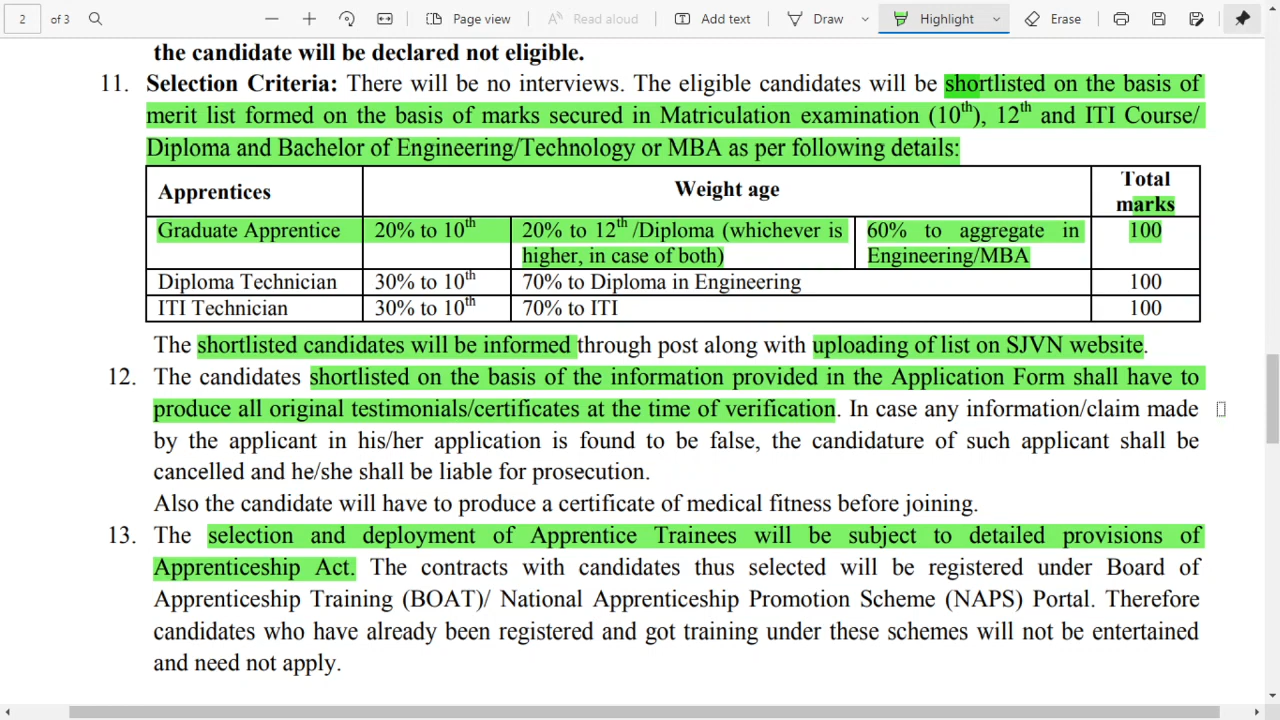 2 of 3 Page view Read aloud Add text Draw Highlight Erase
the candidate will be declared not eligible.
11. Selection Criteria: There will be no interviews. The eligible candidates will be shortlisted on the basis of
merit list formed on the basis of marks secured in Matriculation examination (10th), 12th and ITI Course/
Diploma and Bachelor of Engineering/Technology or MBA as per following details:
Apprentices Weight age Total marks
Graduate Apprentice 20% to 10th 20% to 12th /Diploma (whichever is higher, in case of both) 60% to aggregate in Engineering/MBA 100
Diploma Technician 30% to 10th 70% to Diploma in Engineering 100
ITI Technician 30% to 10th 70% to ITI 100
The shortlisted candidates will be informed through post along with uploading of list on SJVN website.
12. The candidates shortlisted on the basis of the information provided in the Application Form shall have to
produce all original testimonials/certificates at the time of verification. In case any information/claim made
by the applicant in his/her application is found to be false, the candidature of such applicant shall be
cancelled and he/she shall be liable for prosecution.
Also the candidate will have to produce a certificate of medical fitness before joining.
13. The selection and deployment of Apprentice Trainees will be subject to detailed provisions of
Apprenticeship Act. The contracts with candidates thus selected will be registered under Board of
Apprenticeship Training (BOAT)/ National Apprenticeship Promotion Scheme (NAPS) Portal. Therefore
candidates who have already been registered and got training under these schemes will not be entertained
and need not apply.